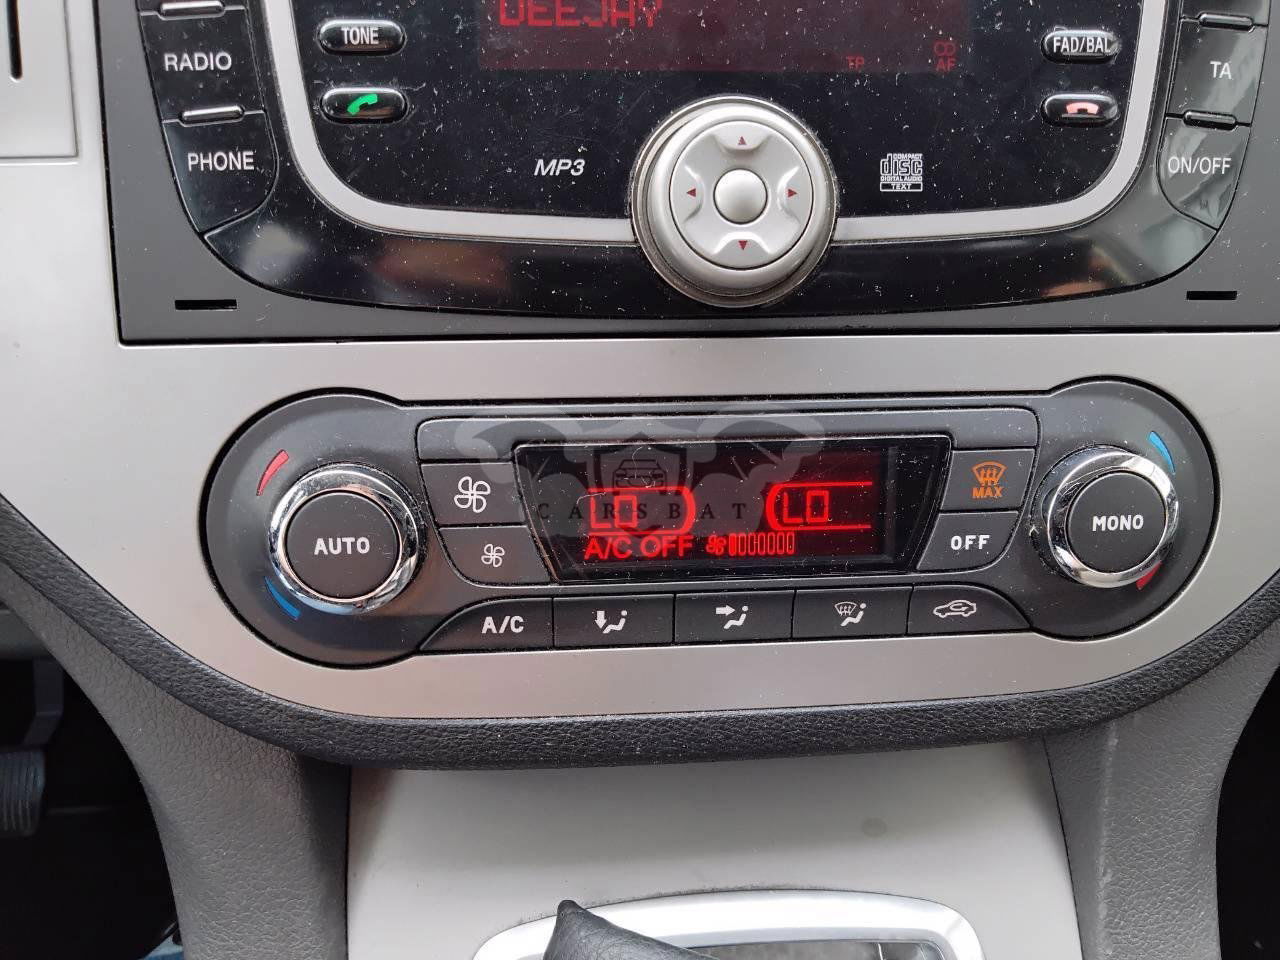 DEEJAY
TONE
FAD/BAL
RADIO
TA
TP
CD
AF
PHONE
MP3
COMPACT
disc
DIGITAL AUDIO
TEXT
ON/OFF
CARSBAT
LO
LO
MAX
AUTO
MONO
A/C OFF
OFF
A/C